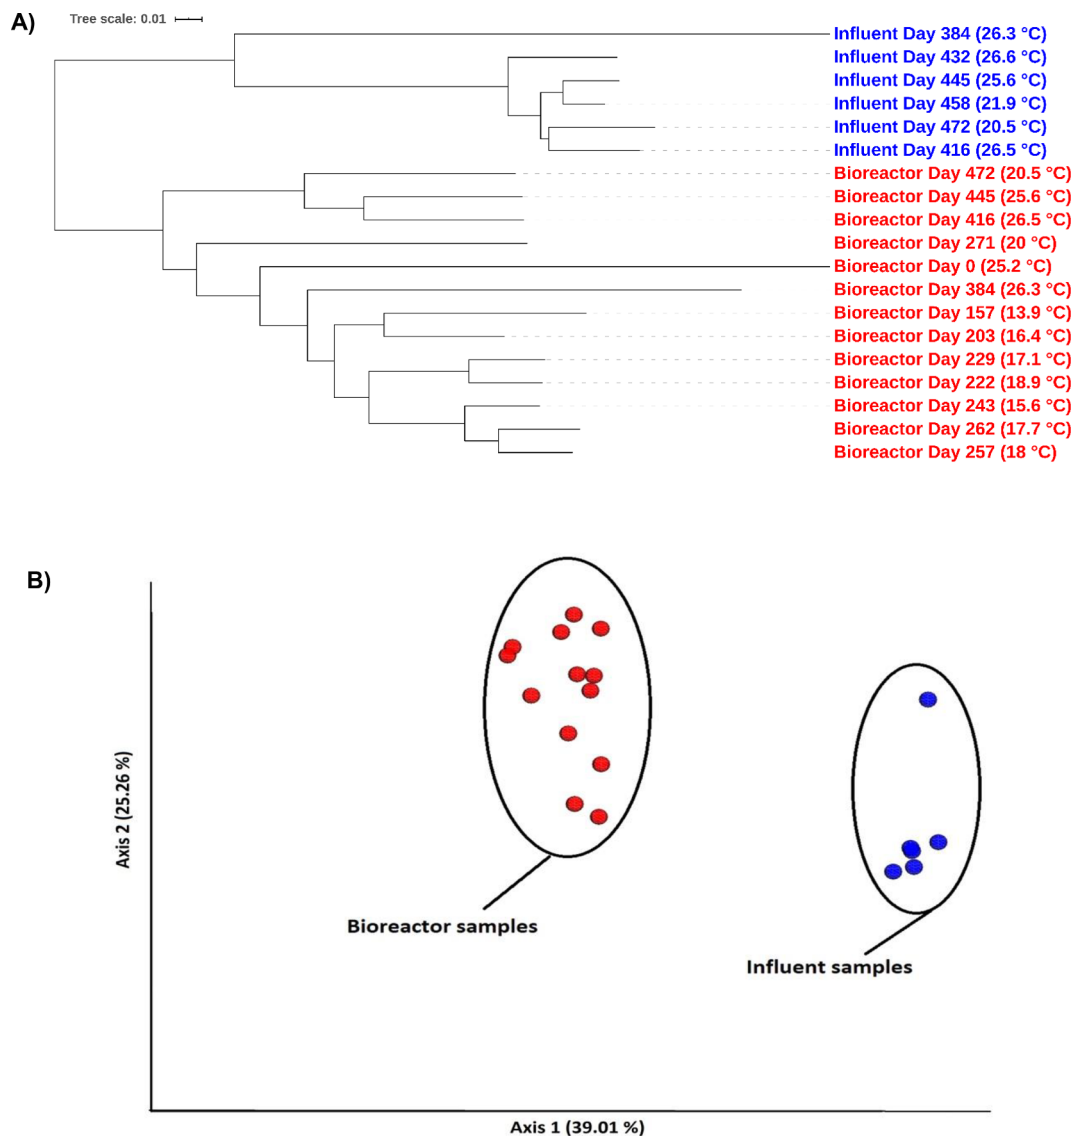 A)
Tree scale: 0.01
Influent Day 384 (26.3 °C)
Influent Day 432 (26.6 °C)
Influent Day 445 (25.6 °C)
Influent Day 458 (21.9 °C)
Influent Day 472 (20.5 °C)
Influent Day 416 (26.5 °C)
Bioreactor Day 472 (20.5 °C)
Bioreactor Day 445 (25.6 °C)
Bioreactor Day 416 (26.5 °C)
Bioreactor Day 271 (20 °C)
Bioreactor Day 0 (25.2 °C)
Bioreactor Day 384 (26.3 °C)
Bioreactor Day 157 (13.9 °C)
Bioreactor Day 203 (16.4 °C)
Bioreactor Day 229 (17.1 °C)
Bioreactor Day 222 (18.9 °C)
Bioreactor Day 243 (15.6 °C)
Bioreactor Day 262 (17.7 °C)
Bioreactor Day 257 (18 °C)
B)
Axis 2 (25.26 %)
Bioreactor samples
Influent samples
Axis 1 (39.01 %)